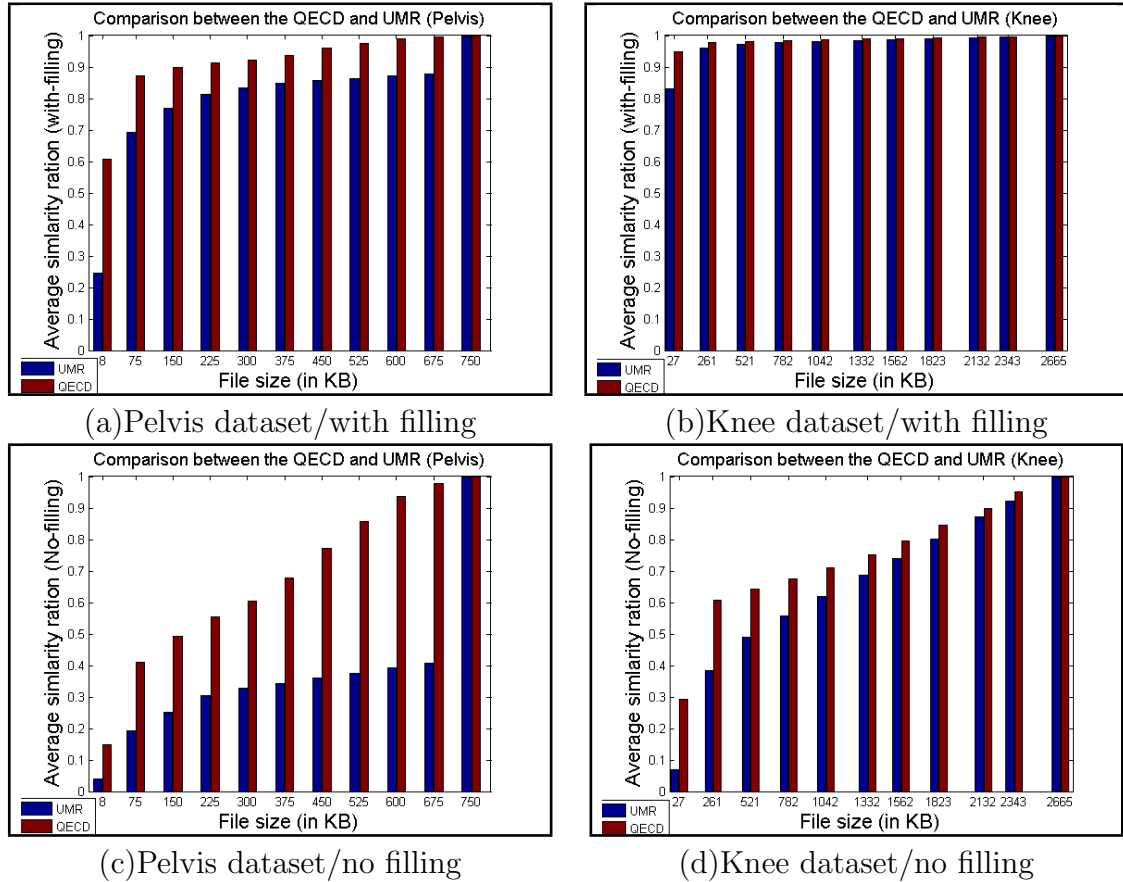 Comparison between the QECD and UMR (Pelvis)
Average similarity ration (with-filling)
1
0.9
0.8
0.7
0.6
0.5
0.4
0.3
0.2
0.1
0
8 75 150 225 300 375 450 525 600 675 750
File size (in KB)
UMR
QECD
(a)Pelvis dataset/with filling
Comparison between the QECD and UMR (Knee)
Average similarity ration (with-filling)
1
0.9
0.8
0.7
0.6
0.5
0.4
0.3
0.2
0.1
0
27 261 521 782 1042 1332 1562 1823 2132 2343 2665
File size (in KB)
UMR
QECD
(b)Knee dataset/with filling
Comparison between the QECD and UMR (Pelvis)
Average similarity ration (No-filling)
1
0.9
0.8
0.7
0.6
0.5
0.4
0.3
0.2
0.1
0
8 75 150 225 300 375 450 525 600 675 750
File size (in KB)
UMR
QECD
(c)Pelvis dataset/no filling
Comparison between the QECD and UMR (Knee)
Average similarity ration (No-filling)
1
0.9
0.8
0.7
0.6
0.5
0.4
0.3
0.2
0.1
0
27 261 521 782 1042 1332 1562 1823 2132 2343 2665
File size (in KB)
UMR
QECD
(d)Knee dataset/no filling